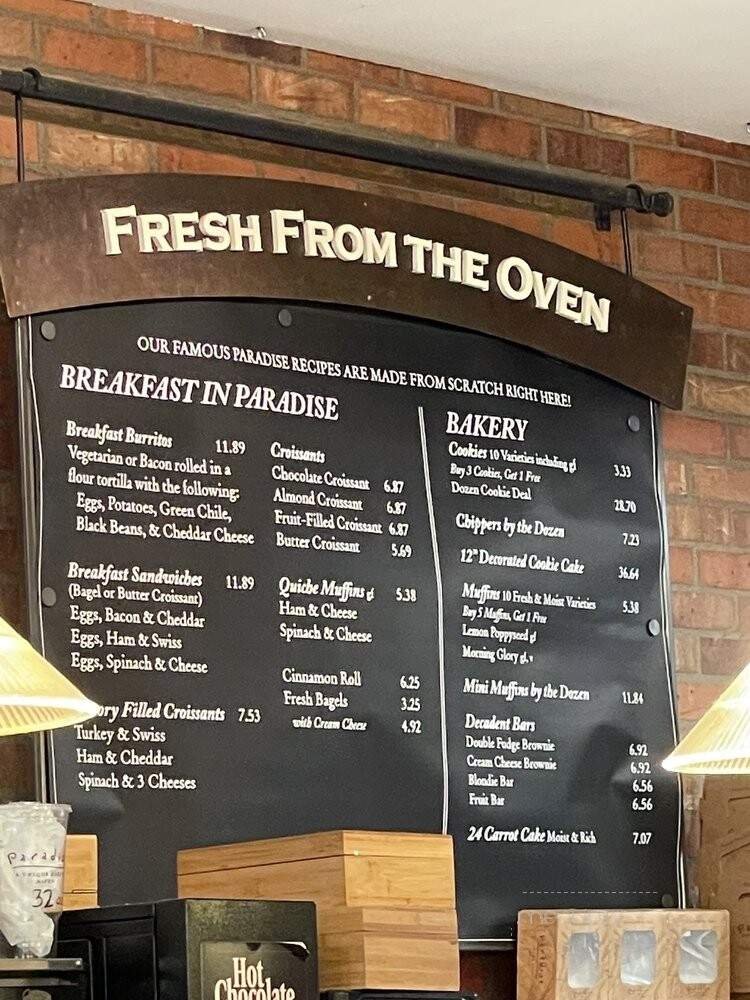 FRESH FROM THE OVEN
OUR FAMOUS PARADISE RECIPES ARE MADE FROM SCRATCH RIGHT HERE!
BREAKFAST IN PARADISE
Breakfast Burritos 11.89
Vegetarian or Bacon rolled in a
flour tortilla with the following:
Eggs, Potatoes, Green Chile,
Black Beans, & Cheddar Cheese
Breakfast Sandwiches 11.89
(Bagel or Butter Croissant)
Eggs, Bacon & Cheddar
Eggs, Ham & Swiss
Eggs, Spinach & Cheese
Filled Croissants 7.53
Turkey & Swiss
Ham & Cheddar
Spinach & 3 Cheeses
Croissants
Chocolate Croissant 6.87
Almond Croissant 6.87
Fruit-Filled Croissant 6.87
Butter Croissant 5.69
Quiche Muffins gf 5.38
Ham & Cheese
Spinach & Cheese
Cinnamon Roll 6.25
Fresh Bagels 3.25
with Cream Cheese 4.92
BAKERY
Cookies 10 Varieties including gf 3.33
Buy 3 Cookies, Get 1 Free
Dozen Cookie Deal 28.70
Chippers by the Dozen 7.23
12" Decorated Cookie Cake 36.64
Muffins 10 Fresh & Moist Varieties 5.38
Buy 5 Muffins, Get 1 Free
Lemon Poppyseed gf
Morning Glory gf, v
Mini Muffins by the Dozen 11.84
Decadent Bars
Double Fudge Brownie 6.92
Cream Cheese Brownie 6.92
Blondie Bar 6.56
Fruit Bar 6.56
24 Carrot Cake Moist & Rich 7.07
32
Hot
Chocolate